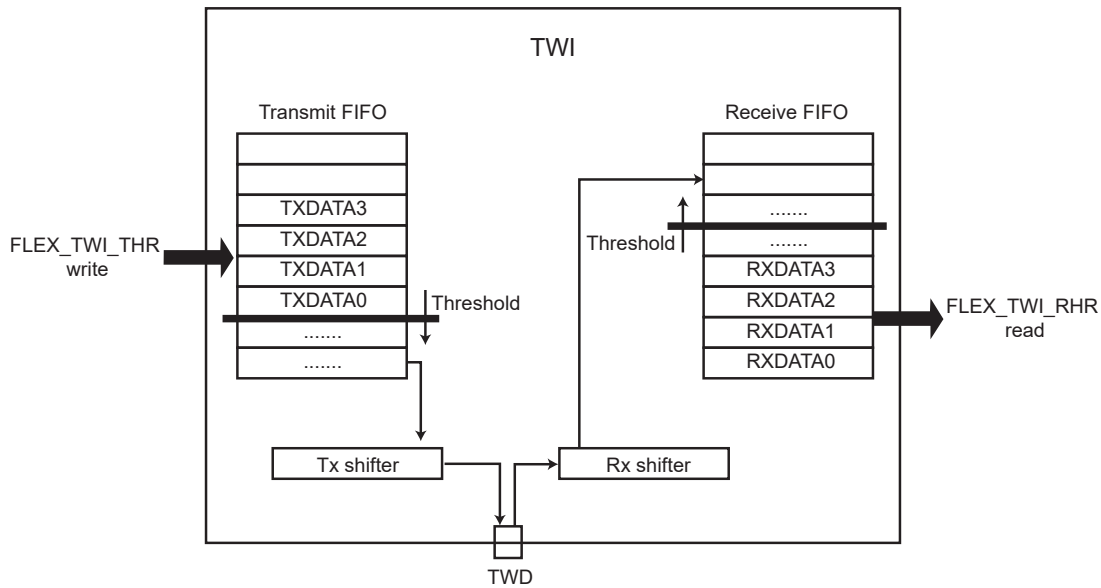 TWI
Transmit FIFO
Receive FIFO
TXDATA3
TXDATA2
TXDATA1
TXDATA0
.......
.......
FLEX_TWI_THR
write
Threshold
.......
.......
RXDATA3
RXDATA2
RXDATA1
RXDATA0
Threshold
FLEX_TWI_RHR
read
Tx shifter
Rx shifter
TWD